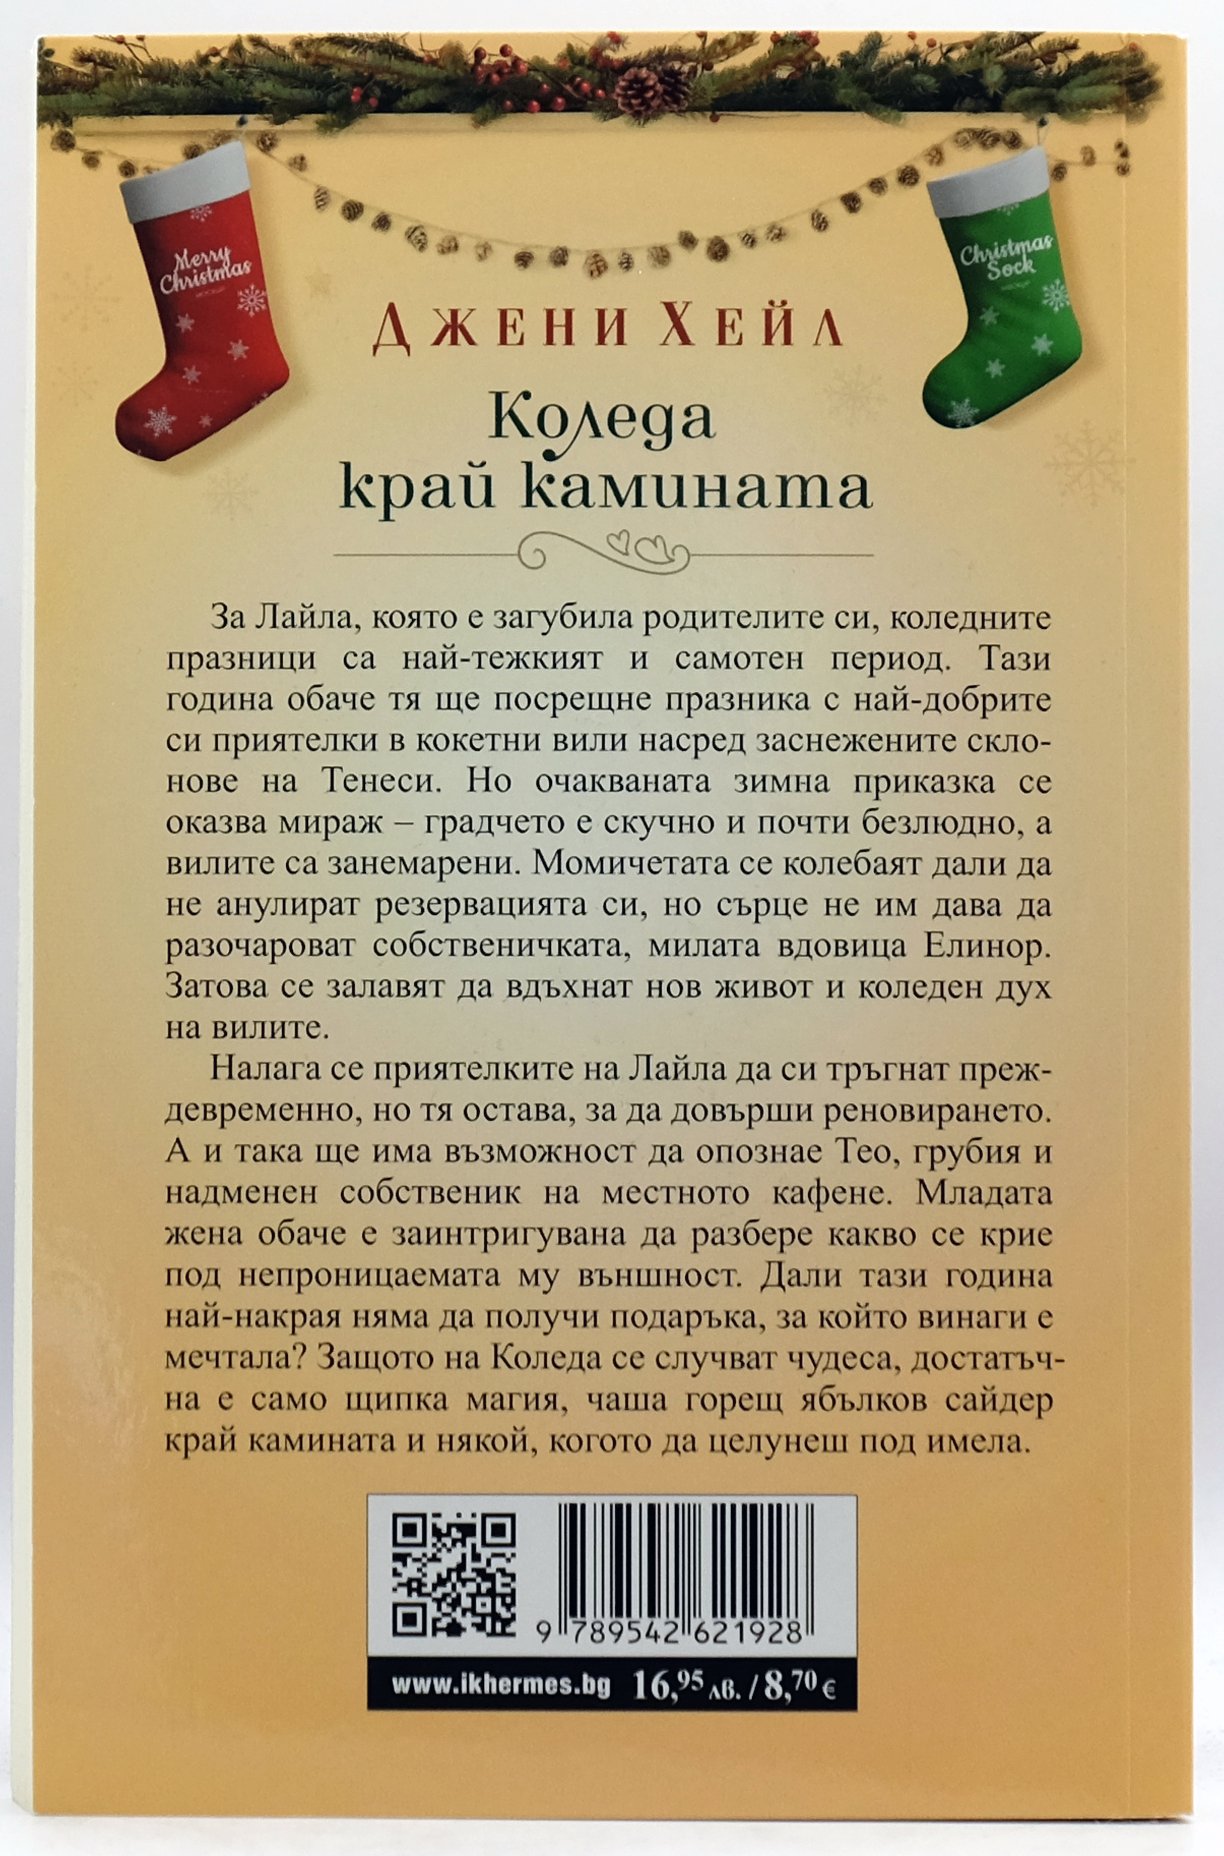 Merry
Christmas
Christmas
Sock
ДЖЕНИ ХЕЙЛ
Коледа
край камината
За Лайла, която е загубила родителите си, коледните
празници са най-тежкият и самотен период. Тази
година обаче тя ще посрещне празника с най-добрите
си приятелки в кокетни вили насред заснежените скло-
нове на Тенеси. Но очакваната зимна приказка се
оказва мираж – градчето е скучно и почти безлюдно, а
вилите са занемарени. Момичетата се колебаят дали да
не анулират резервацията си, но сърце не им дава да
разочароват собственичката, милата вдовица Елинор.
Затова се залавят да вдъхнат нов живот и коледен дух
на вилите.
Налага се приятелките на Лайла да си тръгнат преж-
девременно, но тя остава, за да довърши реновирането.
А и така ще има възможност да опознае Тео, грубия и
надменен собственик на местното кафене. Младата
жена обаче е заинтригувана да разбере какво се крие
под непроницаемата му външност. Дали тази година
най-накрая няма да получи подаръка, за който винаги е
мечтала? Защото на Коледа се случват чудеса, достатъч-
на е само щипка магия, чаша горещ ябълков сайдер
край камината и някой, когото да целунеш под имела.
9 789542 621928
www.ikhermes.bg 16,95 лв. / 8,70 €